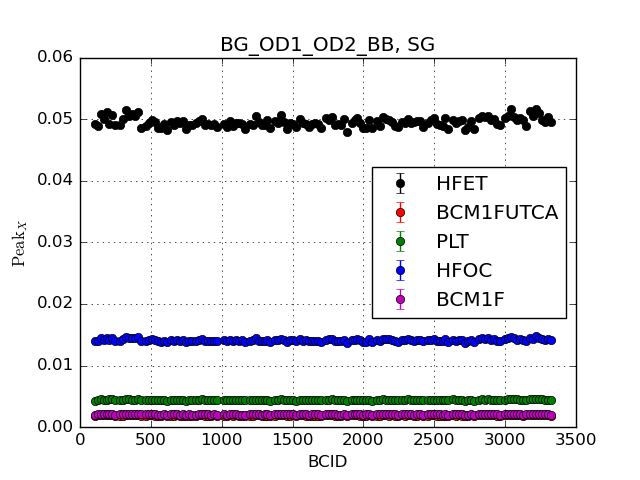 BG_OD1_OD2_BB, SG
0.06
0.05
0.04
0.03
0.02
0.01
0.00
Peak_X
HFET
BCM1FUTCA
PLT
HFOC
BCM1F
0 500 1000 1500 2000 2500 3000 3500
BCID